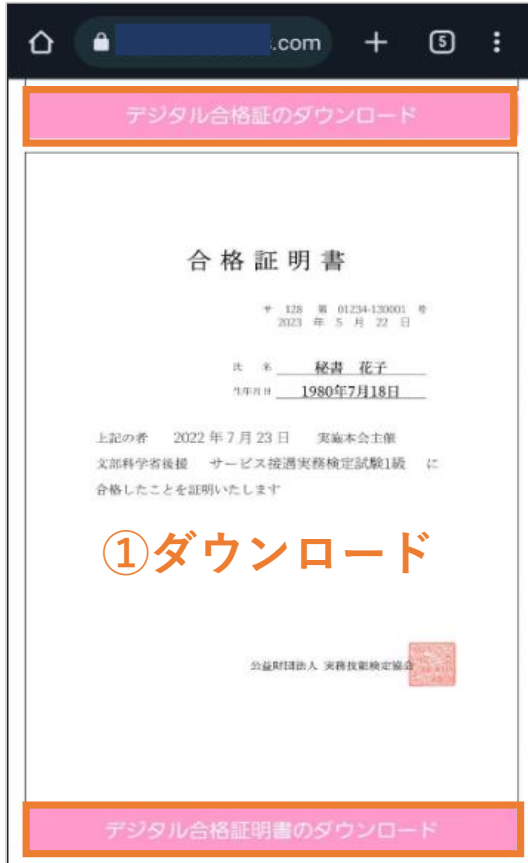 .com
5
デジタル合格証のダウンロード
合格証明書
サ 128 第 01234-130001 号
2023 年 5 月 22 日
氏 名 秘書 花子
生年月日 1980年7月18日
上記の者 2022年7月23日 実施本会主催
文部科学省後援 サービス接遇実務検定試験1級 に
合格したことを証明いたします
①ダウンロード
公益財団法人 実務技能検定協会
デジタル合格証明書のダウンロード